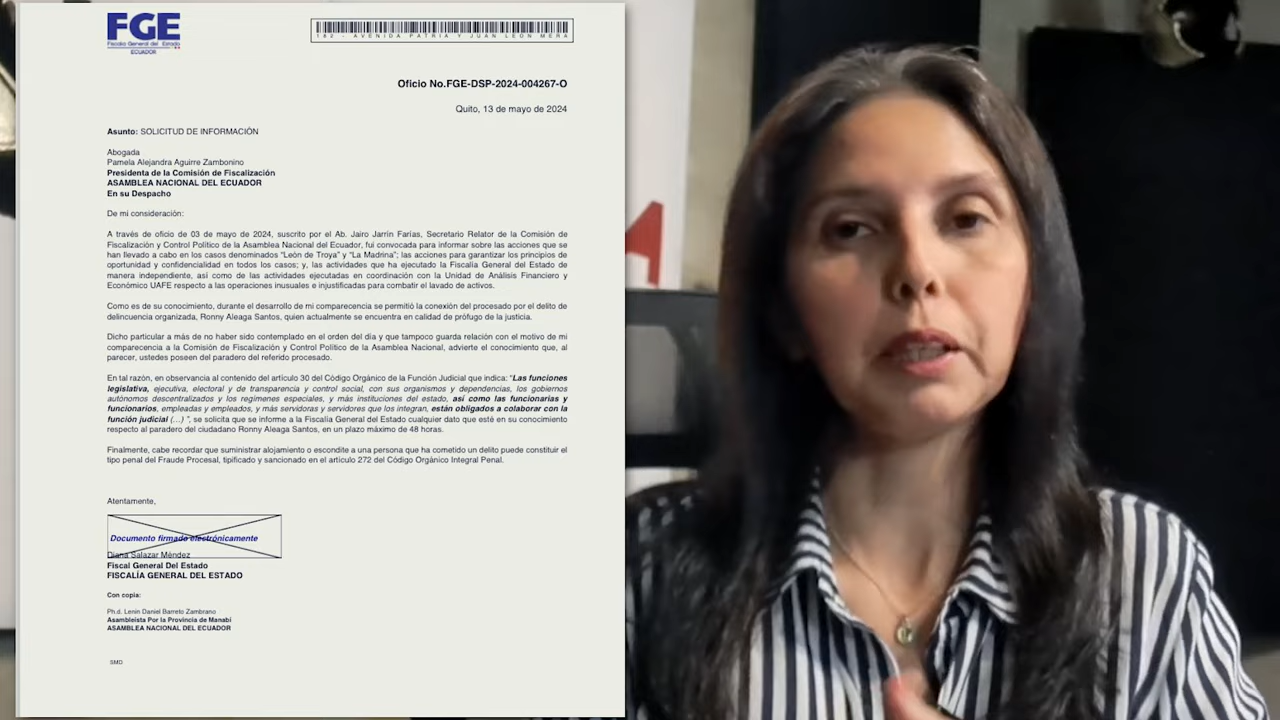 FGE
Fiscalía General del Estado
ECUADOR
182 - AVENIDA PATRIA Y JUAN LEON MERA
Oficio No.FGE-DSP-2024-004267-O
Quito, 13 de mayo de 2024
Asunto: SOLICITUD DE INFORMACIÓN
Abogada
Pamela Alejandra Aguirre Zambonino
Presidenta de la Comisión de Fiscalización
ASAMBLEA NACIONAL DEL ECUADOR
En su Despacho
De mi consideración:
A través de oficio de 03 de mayo de 2024, suscrito por el Ab. Jairo Jarrín Farías, Secretario Relator de la Comisión de
Fiscalización y Control Político de la Asamblea Nacional del Ecuador, fui convocada para informar sobre las acciones que se
han llevado a cabo en los casos denominados “León de Troya” y “La Madrina”; las acciones para garantizar los principios de
oportunidad y confidencialidad en todos los casos; y, las actividades que ha ejecutado la Fiscalía General del Estado de
manera independiente, así como de las actividades ejecutadas en coordinación con la Unidad de Análisis Financiero y
Económico UAFE respecto a las operaciones inusuales e injustificadas para combatir el lavado de activos.
Como es de su conocimiento, durante el desarrollo de mi comparecencia se permitió la conexión del procesado por el delito de
delincuencia organizada, Ronny Aleaga Santos, quien actualmente se encuentra en calidad de prófugo de la justicia.
Dicho particular a más de no haber sido contemplado en el orden del día y que tampoco guarda relación con el motivo de mi
comparecencia a la Comisión de Fiscalización y Control Político de la Asamblea Nacional, advierte el conocimiento que, al
parecer, ustedes poseen del paradero del referido procesado.
En tal razón, en observancia al contenido del artículo 30 del Código Orgánico de la Función Judicial que indica: “Las funciones
legislativa, ejecutiva, electoral y de transparencia y control social, con sus organismos y dependencias, los gobiernos
autónomos descentralizados y los regímenes especiales, y más instituciones del estado, así como las funcionarias y
funcionarios, empleadas y empleados, y más servidoras y servidores que los integran, están obligados a colaborar con la
función judicial (...) ”, se solicita que se informe a la Fiscalía General del Estado cualquier dato que esté en su conocimiento
respecto al paradero del ciudadano Ronny Aleaga Santos, en un plazo máximo de 48 horas.
Finalmente, cabe recordar que suministrar alojamiento o escondite a una persona que ha cometido un delito puede constituir el
tipo penal del Fraude Procesal, tipificado y sancionado en el artículo 272 del Código Orgánico Integral Penal.
Atentamente,
Documento firmado electrónicamente
Diana Salazar Méndez
Fiscal General Del Estado
FISCALÍA GENERAL DEL ESTADO
Con copia:
Ph.d. Lenin Daniel Barreto Zambrano
Asambleísta Por la Provincia de Manabí
ASAMBLEA NACIONAL DEL ECUADOR
SMD